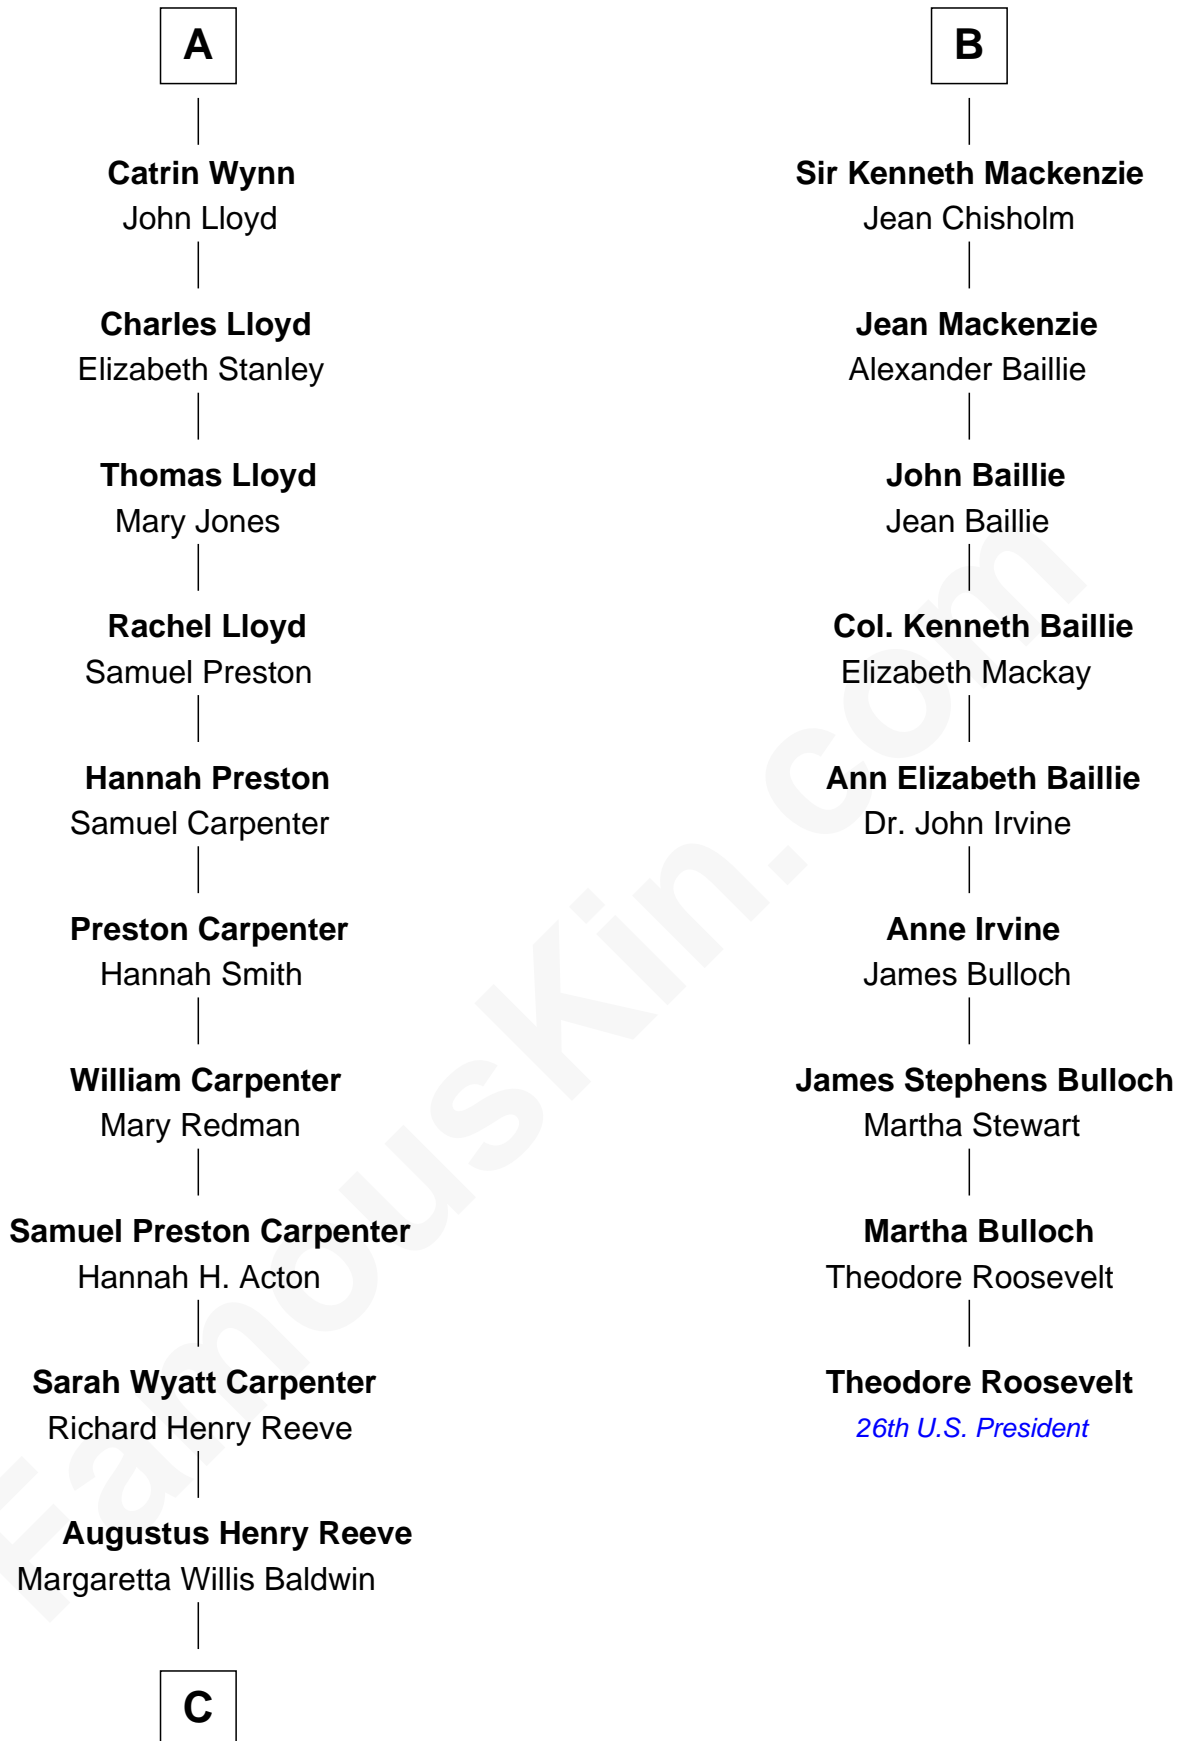 A
Catrin Wynn
John Lloyd
Charles Lloyd
Elizabeth Stanley
Thomas Lloyd
Mary Jones
Rachel Lloyd
Samuel Preston
Hannah Preston
Samuel Carpenter
Preston Carpenter
Hannah Smith
William Carpenter
Mary Redman
Samuel Preston Carpenter
Hannah H. Acton
Sarah Wyatt Carpenter
Richard Henry Reeve
Augustus Henry Reeve
Margaretta Willis Baldwin
C
B
Sir Kenneth Mackenzie
Jean Chisholm
Jean Mackenzie
Alexander Baillie
John Baillie
Jean Baillie
Col. Kenneth Baillie
Elizabeth Mackay
Ann Elizabeth Baillie
Dr. John Irvine
Anne Irvine
James Bulloch
James Stephens Bulloch
Martha Stewart
Martha Bulloch
Theodore Roosevelt
Theodore Roosevelt
26th U.S. President
FamousKin.com